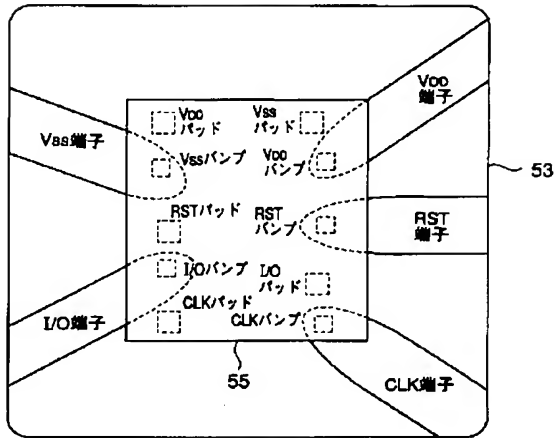 VDD
パッド
Vss
パッド
VDD
端子
Vss端子
Vssバンプ
VDD
バンプ
53
RSTパッド
RST
バンプ
RST
端子
I/Oバンプ
I/O
パッド
I/O端子
CLKパッド
CLKバンプ
55
CLK端子